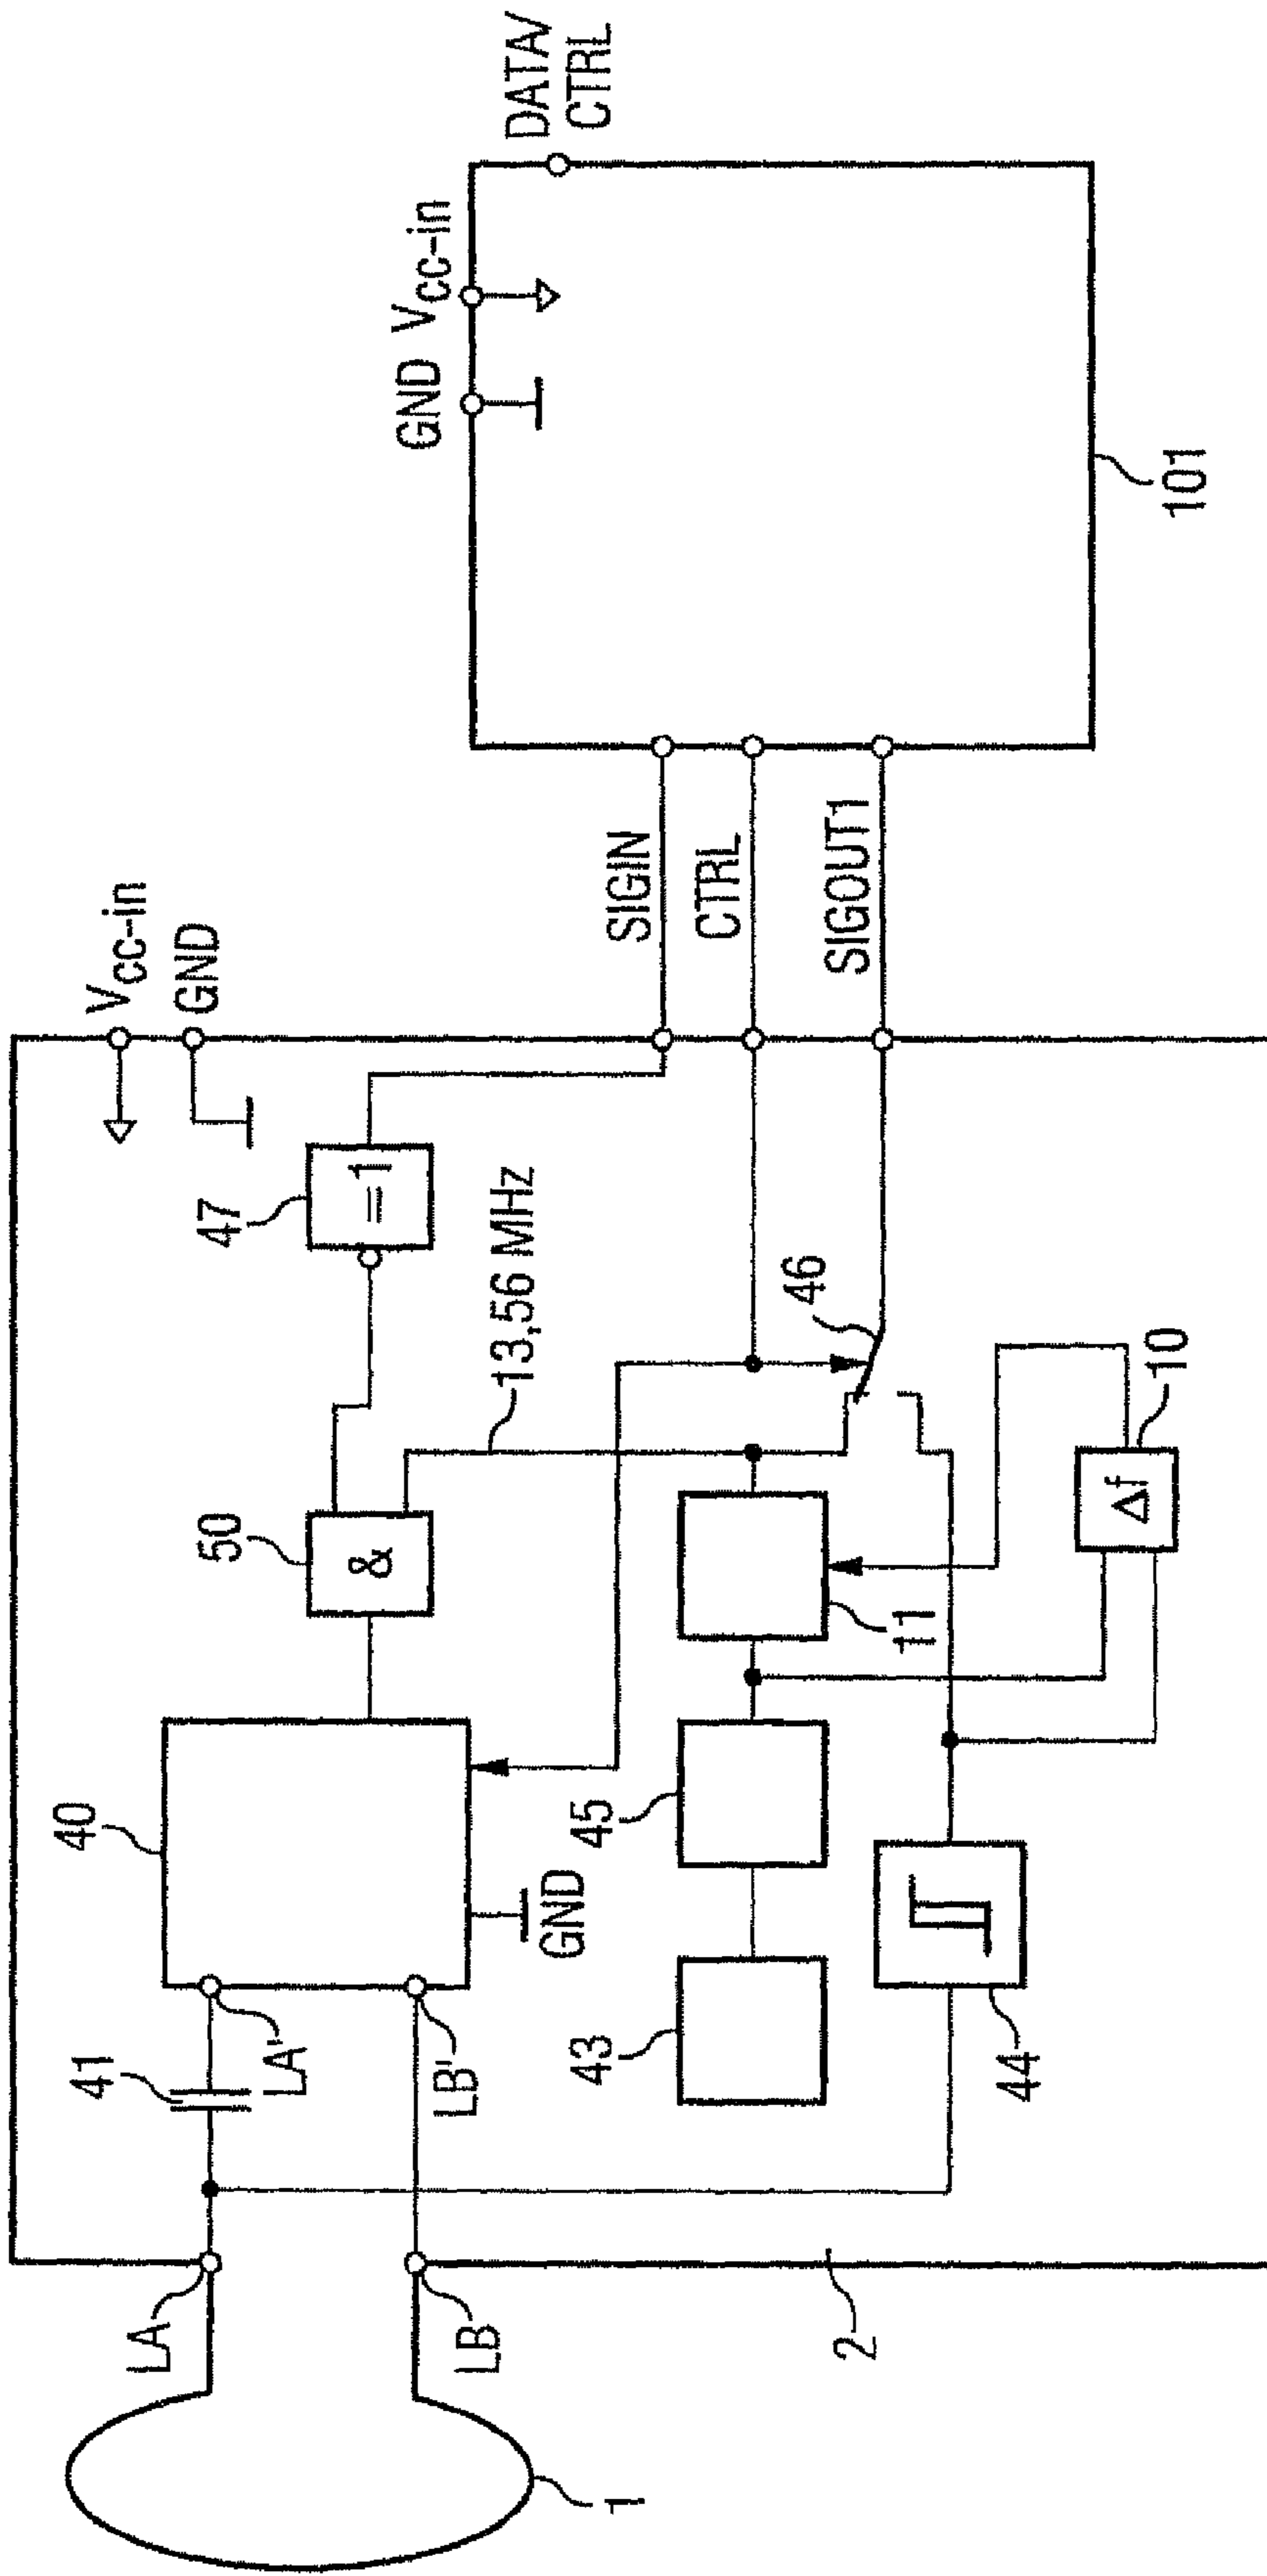 Vcc-in
GND
47
=1
50
&
40
13,56 MHz
41
LA'
LB'
LA
LB
1
GND
43
45
11
46
44
10
Δf
2
SIGIN
CTRL
SIGOUT1
GND
Vcc-in
DATA/
CTRL
101